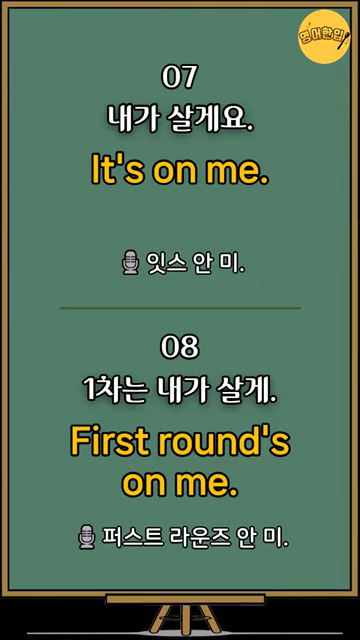 영어한입
07
내가 살게요.
It's on me.
잇스 안 미.
08
1차는 내가 살게.
First round's
on me.
퍼스트 라운즈 안 미.